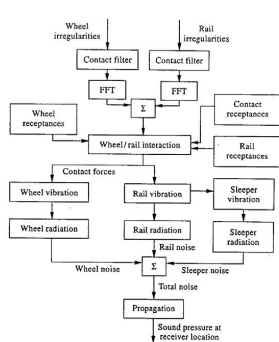 Wheel
irregularities
Rail
irregularities
Contact filter
Contact filter
FFT
FFT
Σ
Wheel
receptances
Contact
receptances
Wheel/rail interaction
Rail
receptances
Contact forces
Wheel vibration
Rail vibration
Sleeper
vibration
Wheel radiation
Rail radiation
Sleeper
radiation
Rail noise
Wheel noise
Σ
Sleeper noise
Total noise
Propagation
Sound pressure at
receiver location